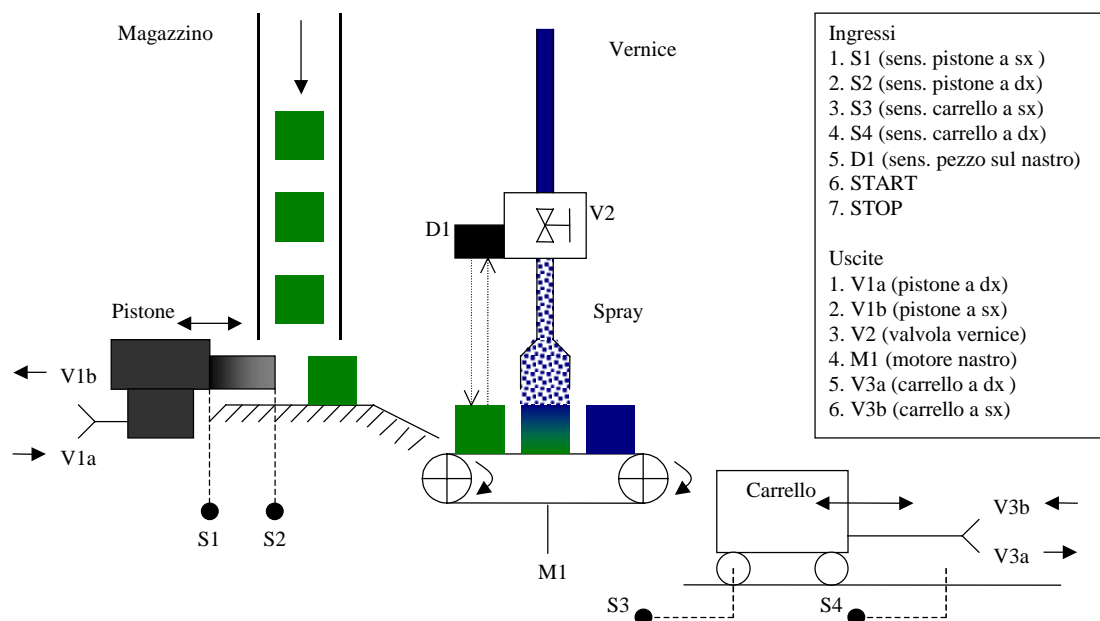 Magazzino
Vernice
V2
D1
Spray
Pistone
V1b
V1a
S1
S2
M1
Carrello
V3b
V3a
S3
S4
Ingressi
1. S1 (sens. pistone a sx )
2. S2 (sens. pistone a dx)
3. S3 (sens. carrello a sx)
4. S4 (sens. carrello a dx)
5. D1 (sens. pezzo sul nastro)
6. START
7. STOP
Uscite
1. V1a (pistone a dx)
2. V1b (pistone a sx)
3. V2 (valvola vernice)
4. M1 (motore nastro)
5. V3a (carrello a dx )
6. V3b (carrello a sx)